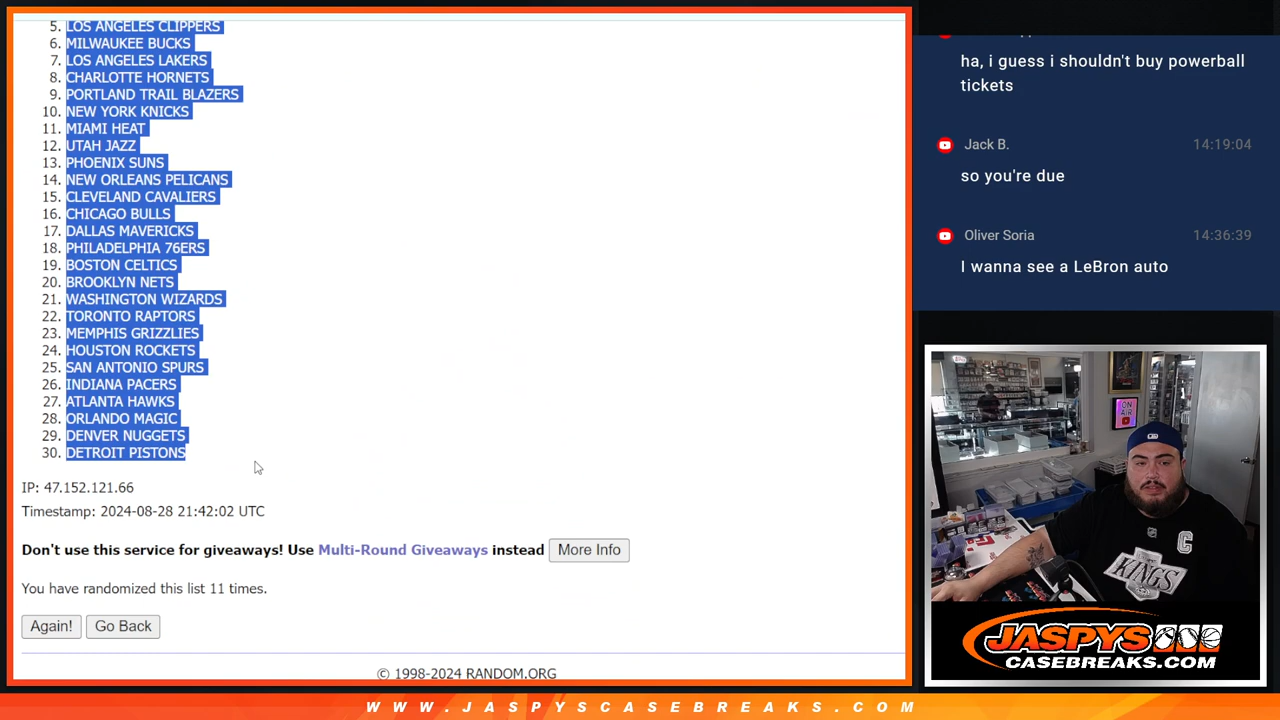 5. LOS ANGELES CLIPPERS
6. MILWAUKEE BUCKS
7. LOS ANGELES LAKERS
8. CHARLOTTE HORNETS
9. PORTLAND TRAIL BLAZERS
10. NEW YORK KNICKS
11. MIAMI HEAT
12. UTAH JAZZ
13. PHOENIX SUNS
14. NEW ORLEANS PELICANS
15. CLEVELAND CAVALIERS
16. CHICAGO BULLS
17. DALLAS MAVERICKS
18. PHILADELPHIA 76ERS
19. BOSTON CELTICS
20. BROOKLYN NETS
21. WASHINGTON WIZARDS
22. TORONTO RAPTORS
23. MEMPHIS GRIZZLIES
24. HOUSTON ROCKETS
25. SAN ANTONIO SPURS
26. INDIANA PACERS
27. ATLANTA HAWKS
28. ORLANDO MAGIC
29. DENVER NUGGETS
30. DETROIT PISTONS
IP: 47.152.121.66
Timestamp: 2024-08-28 21:42:02 UTC
Don't use this service for giveaways! Use Multi-Round Giveaways instead More Info
You have randomized this list 11 times.
Again! Go Back
© 1998-2024 RANDOM.ORG
ha, i guess i shouldn't buy powerball
tickets
Jack B. 14:19:04
so you're due
Oliver Soria 14:36:39
I wanna see a LeBron auto
ON
AIR
C
KINGS
JASPYS
CASEBREAKS.COM
WWW.JASPYSCASEBREAKS.COM